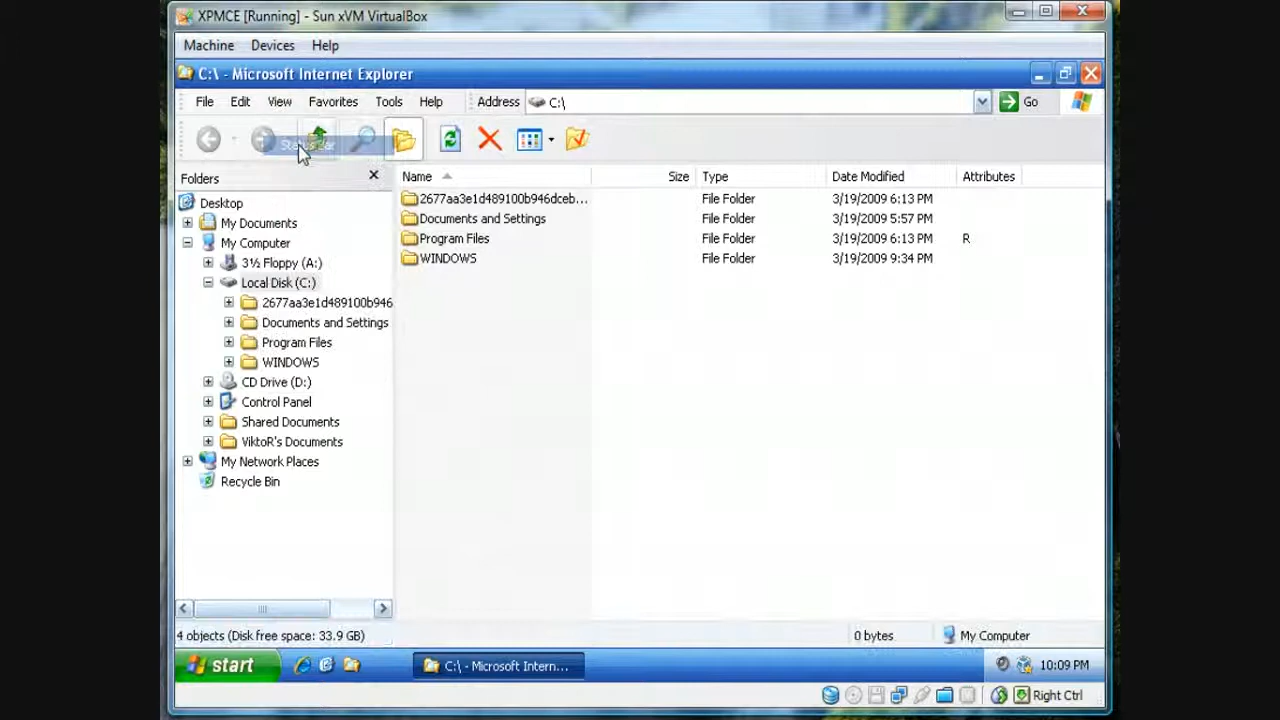 XPMCE [Running] - Sun xVM VirtualBox
Machine Devices Help
C:\ - Microsoft Internet Explorer
File Edit View Favorites Tools Help Address C:\ Go
Status Bar
Folders
Name Size Type Date Modified Attributes
Desktop
My Documents
My Computer
3½ Floppy (A:)
Local Disk (C:)
2677aa3e1d489100b946
Documents and Settings
Program Files
WINDOWS
CD Drive (D:)
Control Panel
Shared Documents
ViktoR's Documents
My Network Places
Recycle Bin
2677aa3e1d489100b946dceb... File Folder 3/19/2009 6:13 PM
Documents and Settings File Folder 3/19/2009 5:57 PM
Program Files File Folder 3/19/2009 6:13 PM R
WINDOWS File Folder 3/19/2009 9:34 PM
4 objects (Disk free space: 33.9 GB) 0 bytes My Computer
start C:\ - Microsoft Intern... 10:09 PM
Right Ctrl